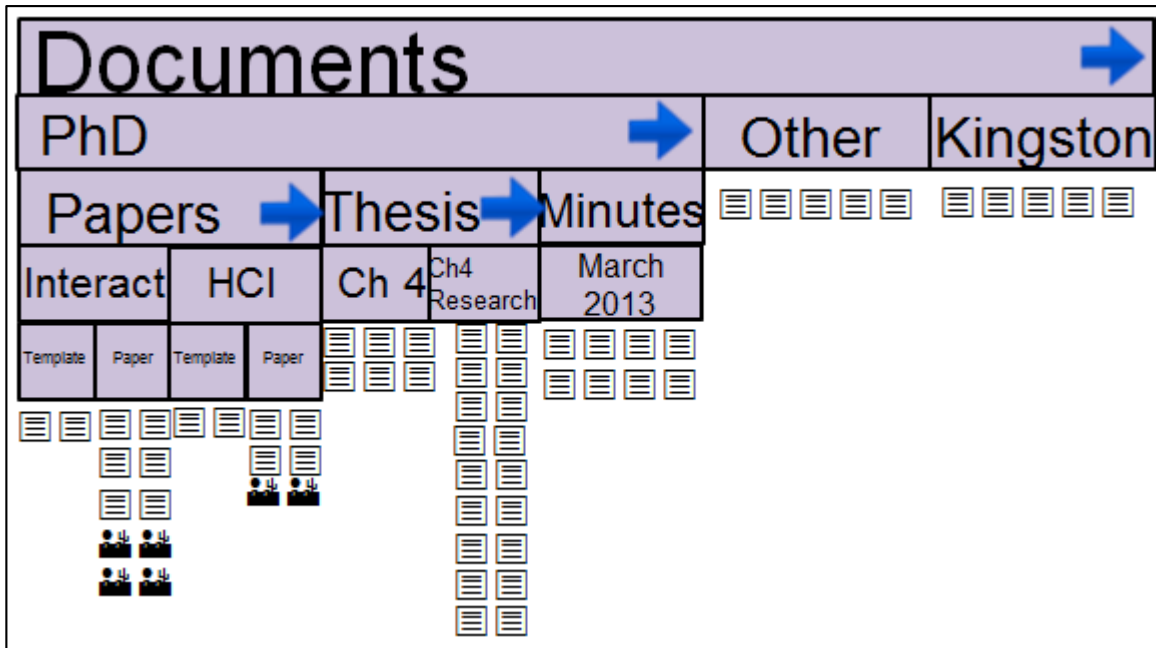 Documents
PhD
Other
Kingston
Papers
Thesis
Minutes
Interact
HCI
Ch 4
Ch4
Research
March
2013
Template
Paper
Template
Paper